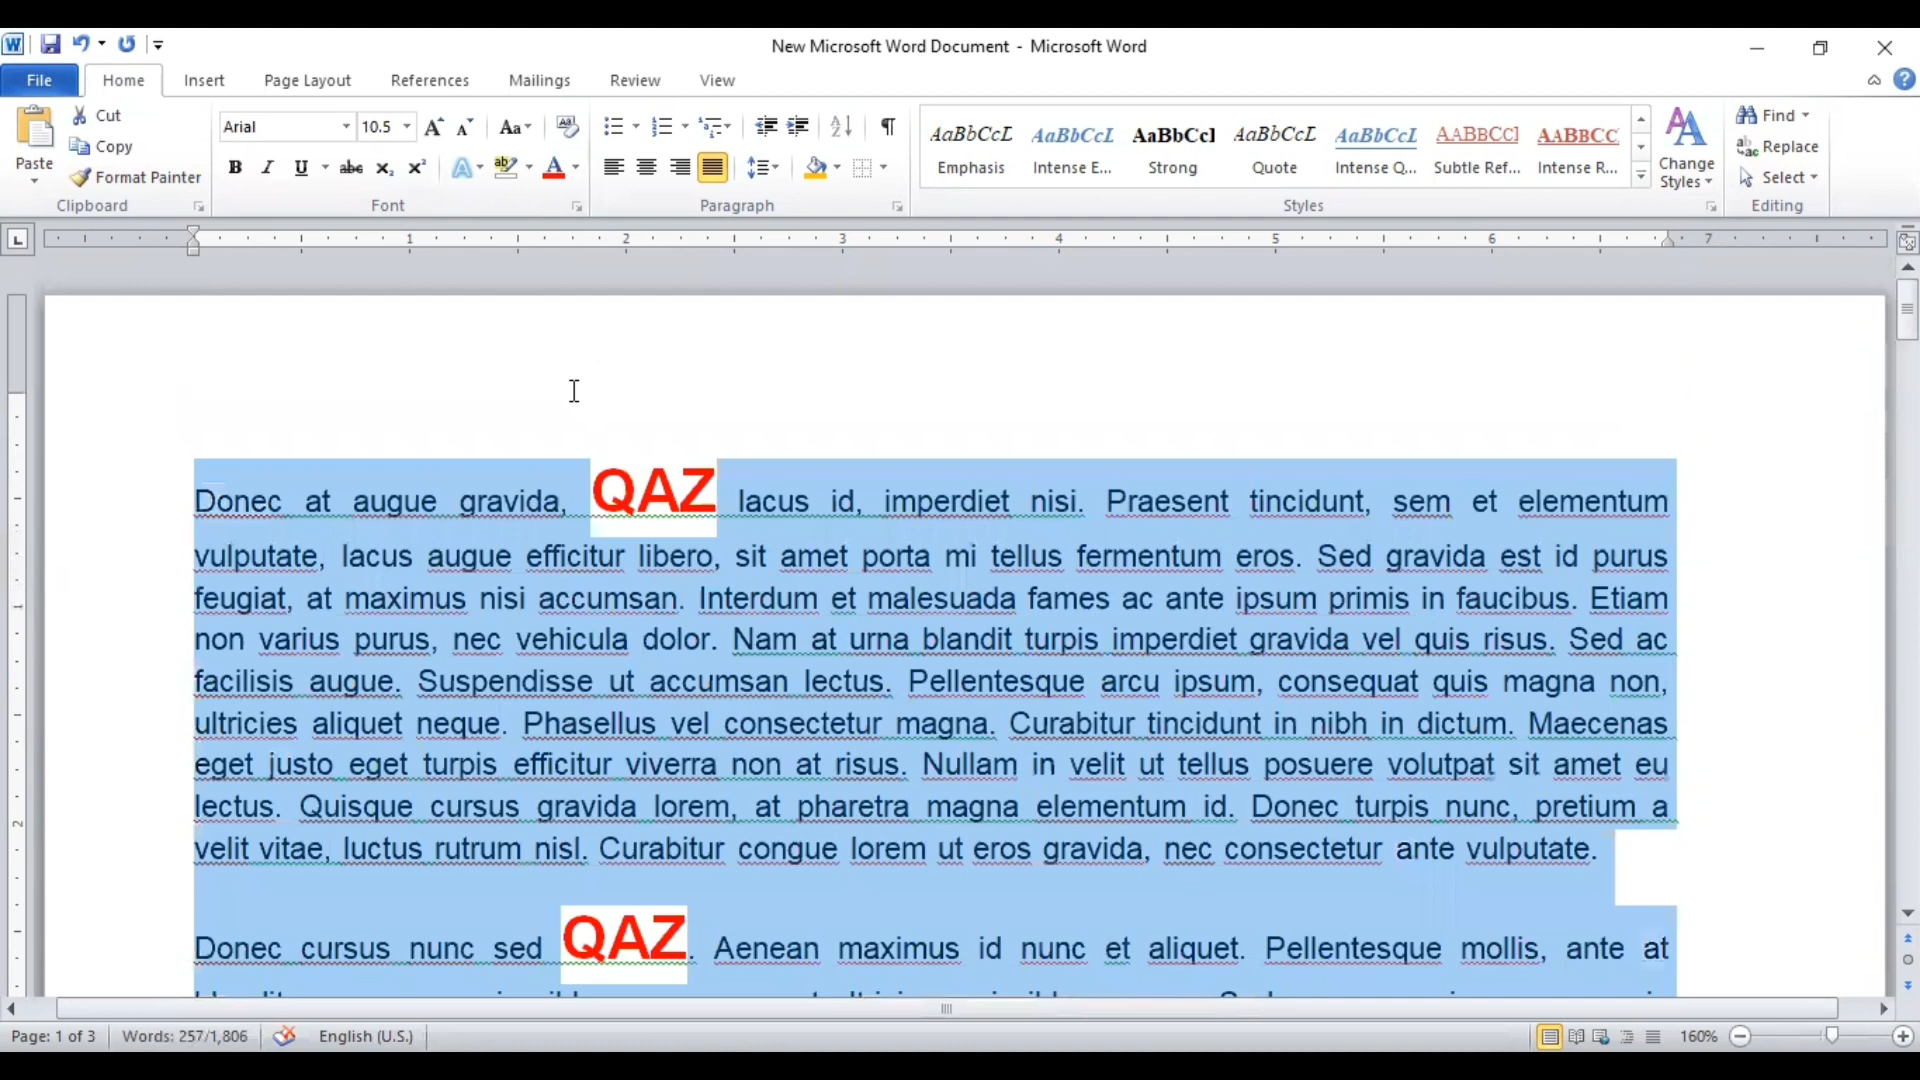 New Microsoft Word Document - Microsoft Word
File Home Insert Page Layout References Mailings Review View
Paste
Cut
Copy
Format Painter
Clipboard
Arial 10.5
Font
Paragraph
AaBbCcL AaBbCcL AaBbCcl AaBbCcL AaBbCcL AABBCCI AABBCC
Emphasis Intense E... Strong Quote Intense Q... Subtle Ref... Intense R...
Change Styles
Styles
Find
Replace
Select
Editing
1 2 3 4 5 6 7
Donec at augue gravida, QAZ lacus id, imperdiet nisi. Praesent tincidunt, sem et elementum
vulputate, lacus augue efficitur libero, sit amet porta mi tellus fermentum eros. Sed gravida est id purus
feugiat, at maximus nisi accumsan. Interdum et malesuada fames ac ante ipsum primis in faucibus. Etiam
non varius purus, nec vehicula dolor. Nam at urna blandit turpis imperdiet gravida vel quis risus. Sed ac
facilisis augue. Suspendisse ut accumsan lectus. Pellentesque arcu ipsum, consequat quis magna non,
ultricies aliquet neque. Phasellus vel consectetur magna. Curabitur tincidunt in nibh in dictum. Maecenas
eget justo eget turpis efficitur viverra non at risus. Nullam in velit ut tellus posuere volutpat sit amet eu
lectus. Quisque cursus gravida lorem, at pharetra magna elementum id. Donec turpis nunc, pretium a
velit vitae, luctus rutrum nisl. Curabitur congue lorem ut eros gravida, nec consectetur ante vulputate.
Donec cursus nunc sed QAZ. Aenean maximus id nunc et aliquet. Pellentesque mollis, ante at
Page: 1 of 3 Words: 257/1,806 English (U.S.) 160%